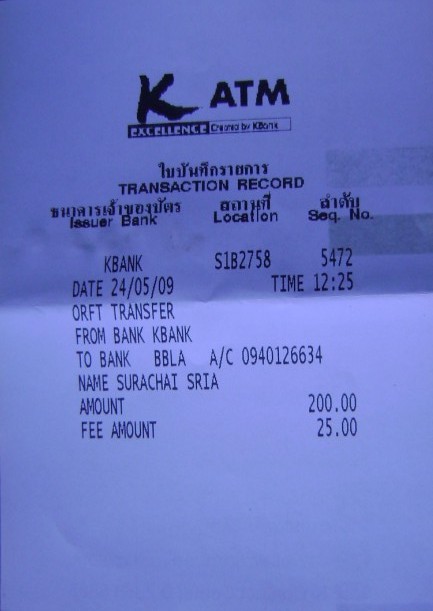 K ATM
EXCELLENCE Created by KBank
ใบบันทึกรายการ
TRANSACTION RECORD
ธนาคารเจ้าของบัตร สถานที่ ลำดับ
Issuer Bank Location Seq. No.
KBANK S1B2758 5472
DATE 24/05/09 TIME 12:25
ORFT TRANSFER
FROM BANK KBANK
TO BANK BBLA A/C 0940126634
NAME SURACHAI SRIA
AMOUNT 200.00
FEE AMOUNT 25.00